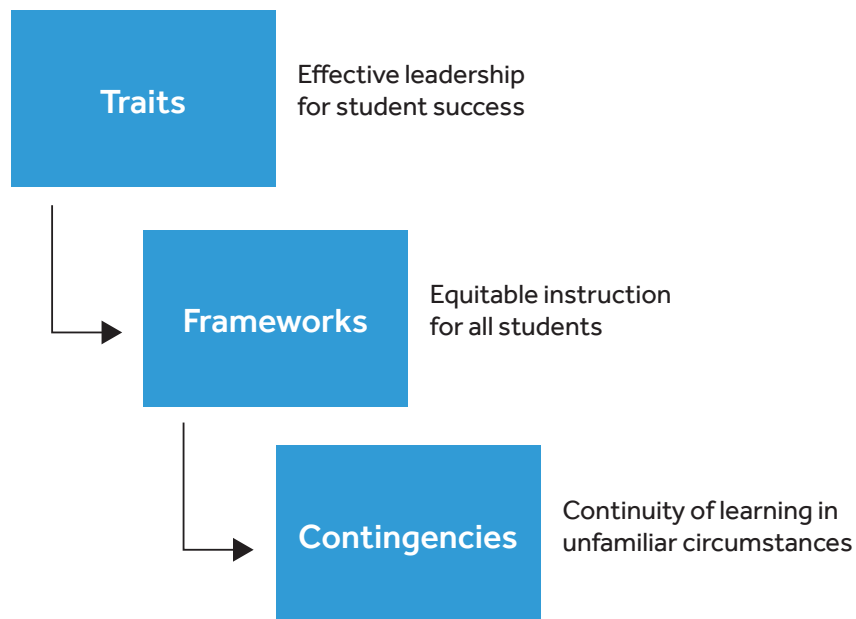 Traits
Effective leadership
for student success
Frameworks
Equitable instruction
for all students
Contingencies
Continuity of learning in
unfamiliar circumstances